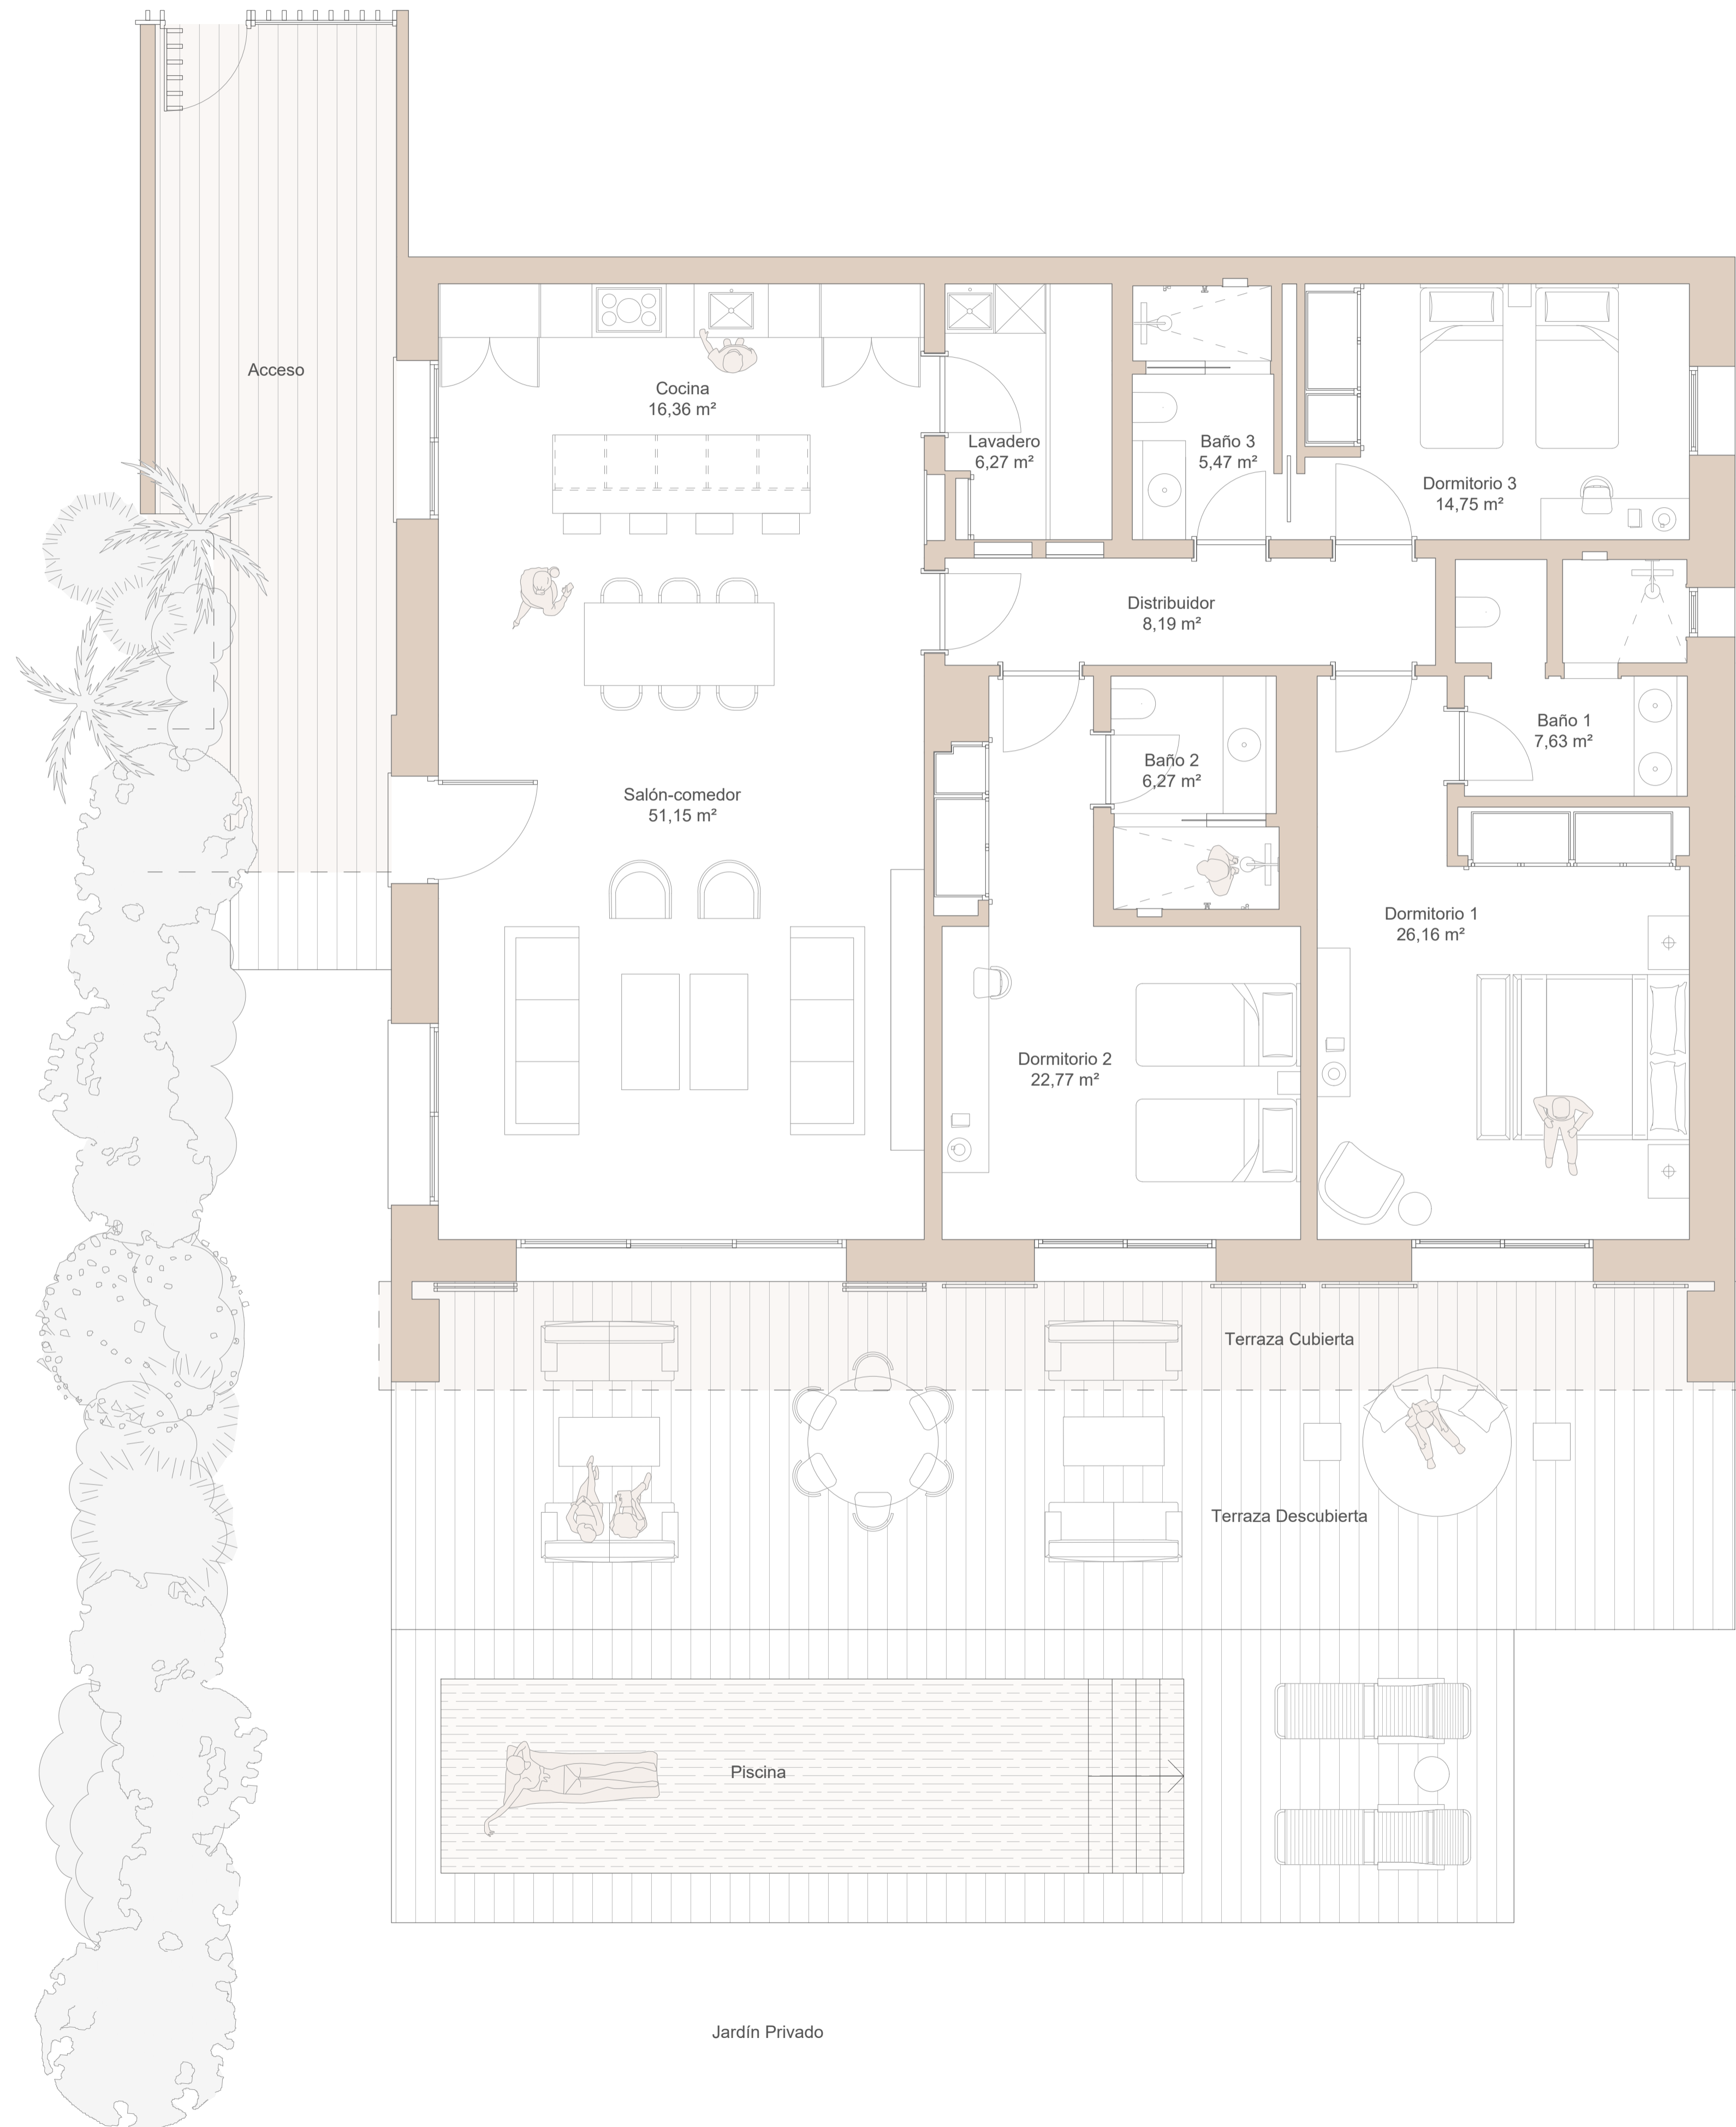 Acceso
Cocina
16,36 m²
Lavadero
6,27 m²
Baño 3
5,47 m²
Dormitorio 3
14,75 m²
Distribuidor
8,19 m²
Baño 1
7,63 m²
Baño 2
6,27 m²
Salón-comedor
51,15 m²
Dormitorio 1
26,16 m²
Dormitorio 2
22,77 m²
Terraza Cubierta
Terraza Descubierta
Piscina
Jardín Privado